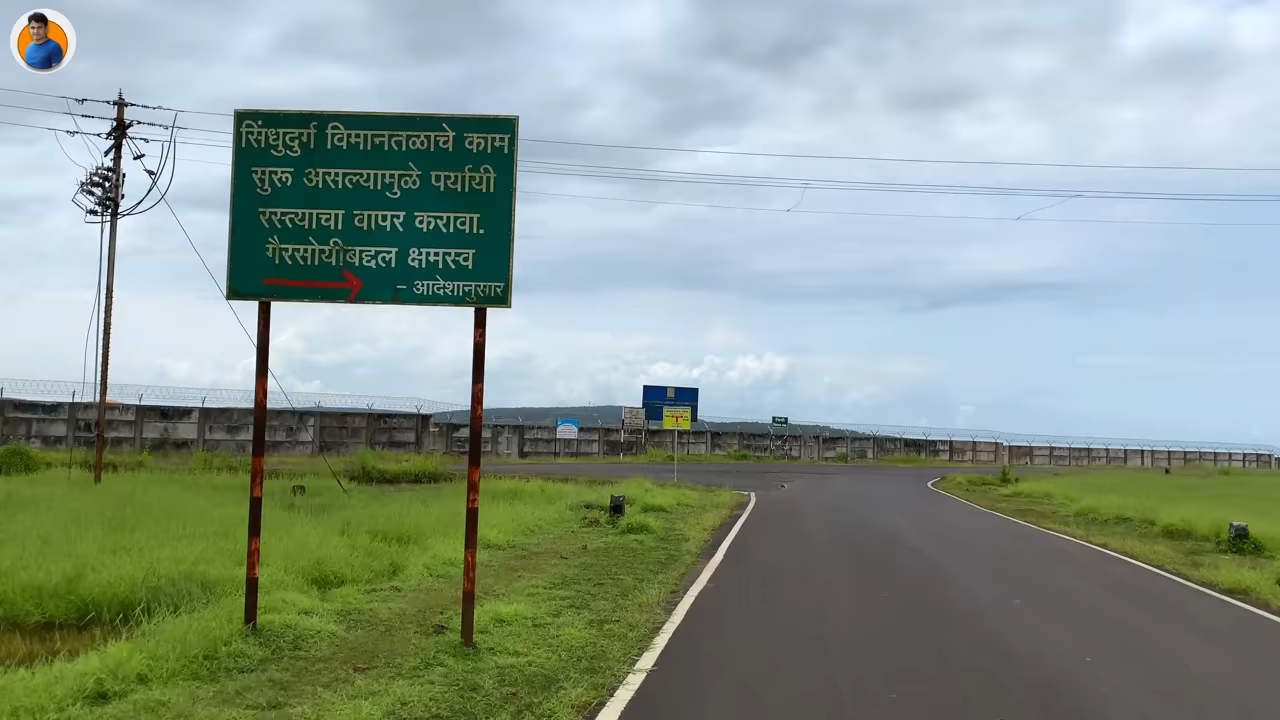 सिंधुदुर्ग विमानतळाचे काम
सुरू असल्यामुळे पर्यायी
रस्त्याचा वापर करावा.
गैरसोयीबद्दल क्षमस्व
– आदेशानुसार